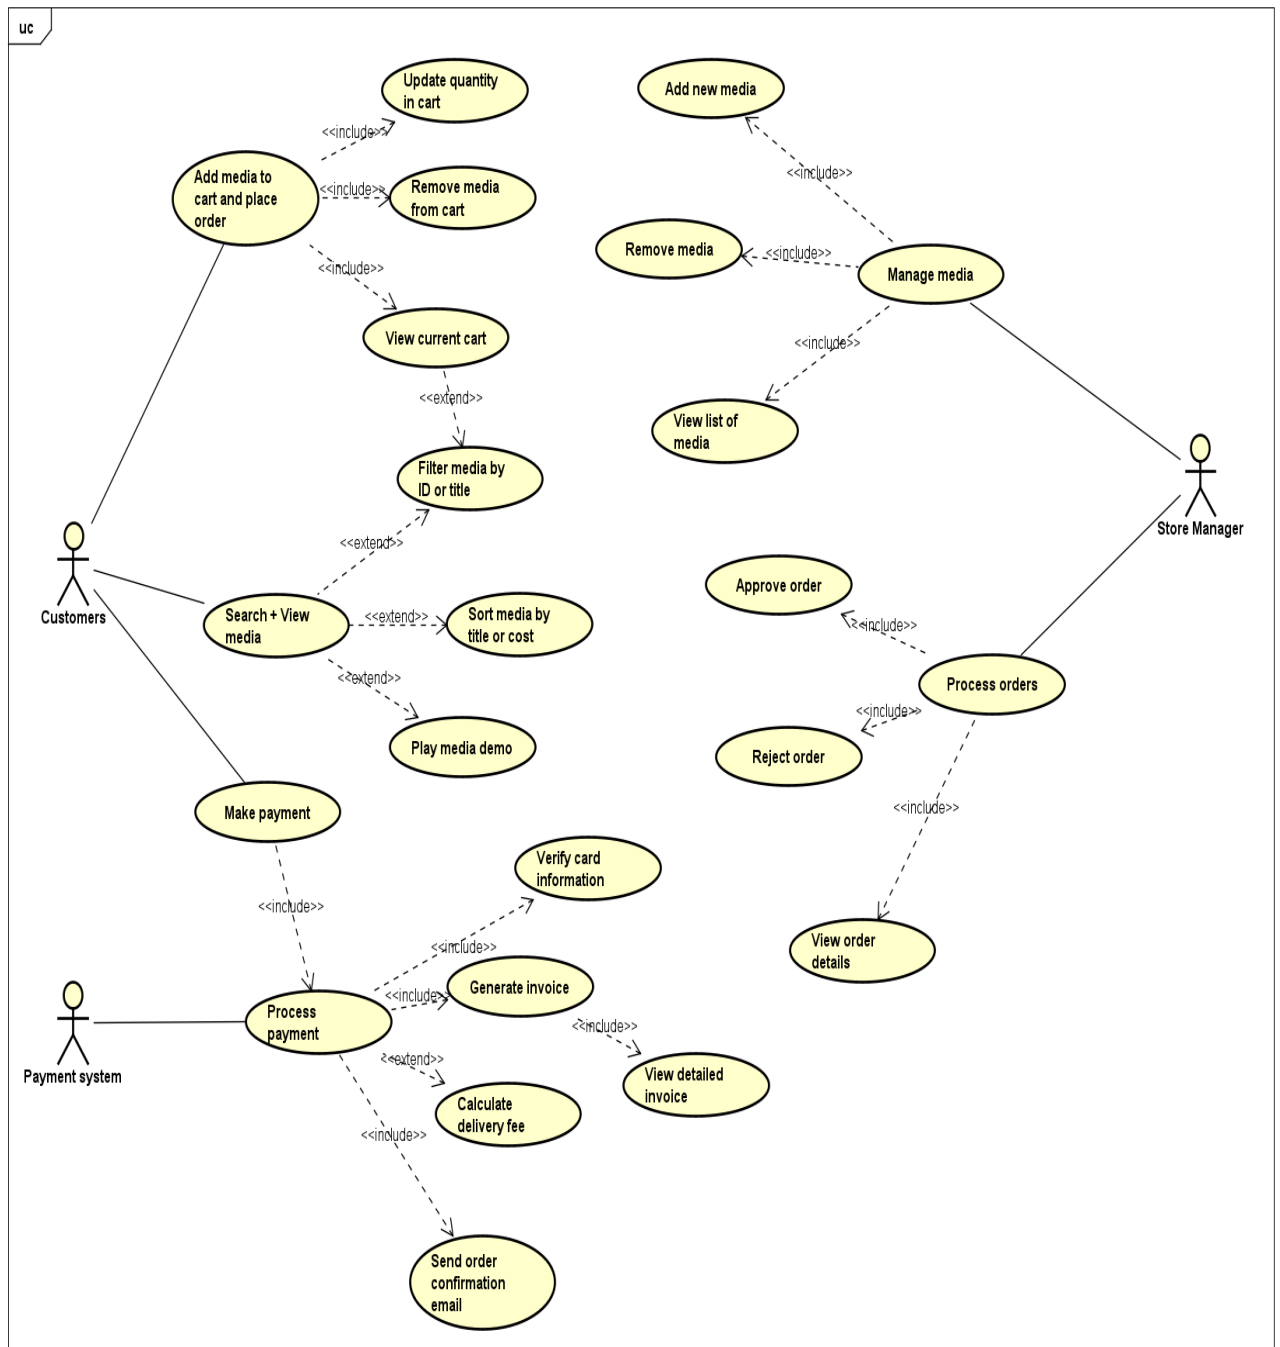 uc
Update quantity
in cart
Add new media
<<include>>
Add media to
cart and place
order
<<include>>
Remove media
from cart
<<include>>
Remove media
<<include>>
Manage media
<<include>>
View current cart
<<include>>
<<extend>>
View list of
media
Filter media by
ID or title
Store Manager
<<extend>>
Approve order
Customers
Search + View
media
<<extend>>
Sort media by
title or cost
<<include>>
<<extend>>
Process orders
<<include>>
Play media demo
Reject order
Make payment
<<include>>
Verify card
information
<<include>>
View order
details
<<include>>
Generate invoice
<<include>>
Process
payment
<<include>>
Payment system
<<extend>>
View detailed
invoice
Calculate
delivery fee
<<include>>
Send order
confirmation
email